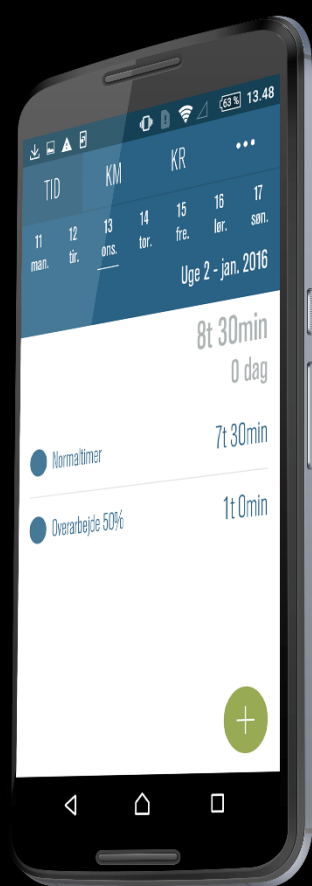 63% 13.48
TID KM KR •••
11 12 13 14 15 16 17
man. tir. ons. tor. fre. lør. søn.
Uge 2 - jan. 2016
8t 30min
0 dag
Normaltimer 7t 30min
Overarbejde 50% 1t 0min
+